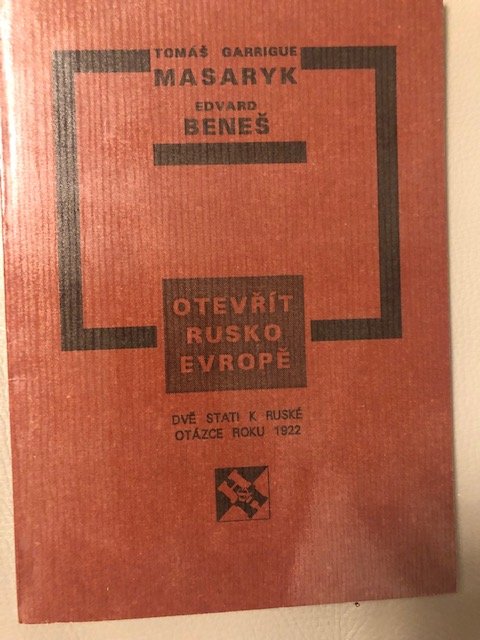 TOMÁŠ GARRIGUE
MASARYK
EDVARD
BENEŠ
OTEVŘÍT
RUSKO
EVROPĚ
DVĚ STATI K RUSKÉ
OTÁZCE ROKU 1922